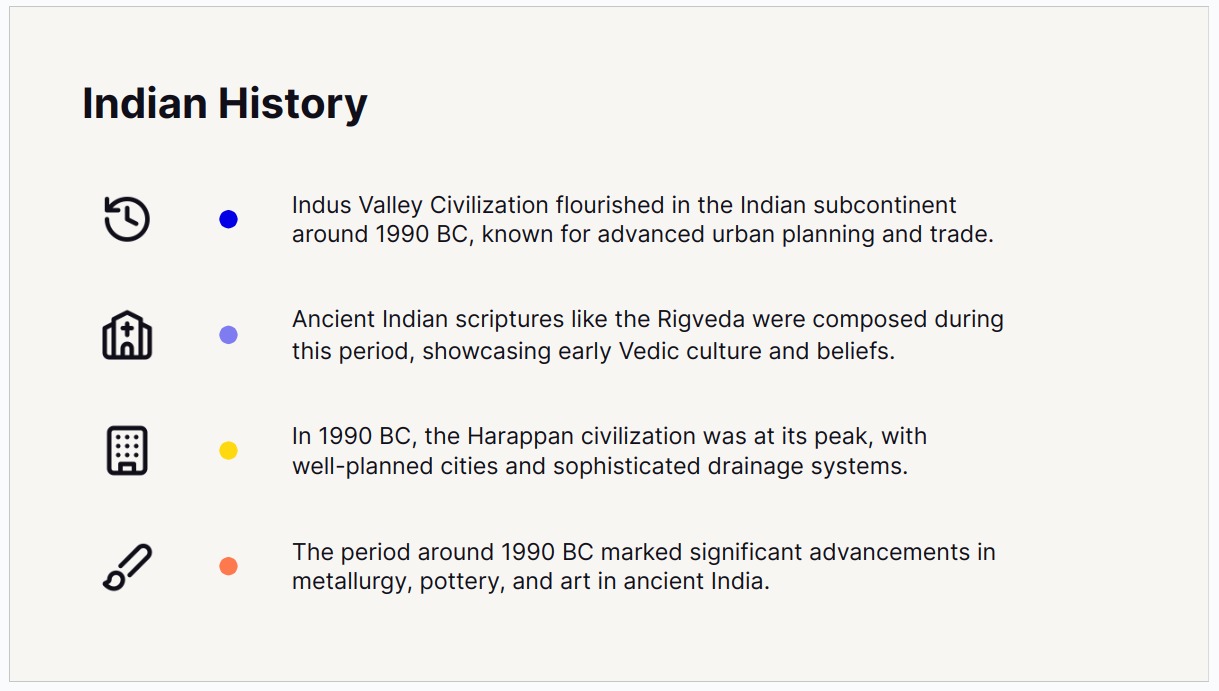 Indian History
Indus Valley Civilization flourished in the Indian subcontinent
around 1990 BC, known for advanced urban planning and trade.
Ancient Indian scriptures like the Rigveda were composed during
this period, showcasing early Vedic culture and beliefs.
In 1990 BC, the Harappan civilization was at its peak, with
well-planned cities and sophisticated drainage systems.
The period around 1990 BC marked significant advancements in
metallurgy, pottery, and art in ancient India.